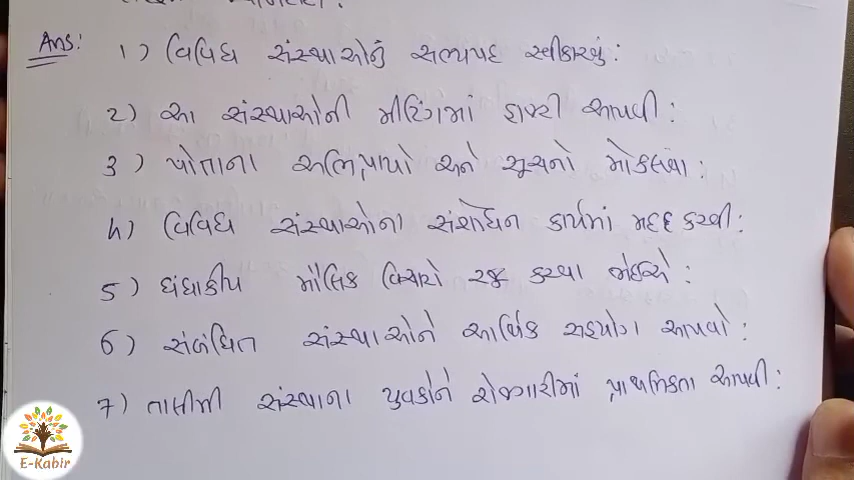 Ans: 1) વિવિધ સંસ્થાઓનું સભ્યપદ સ્વીકારવું:
2) આ સંસ્થાઓની મીટિંગમાં હાજરી આપવી:
3) પોતાના અભિપ્રાયો અને સૂચનો મોકલવા:
4) વિવિધ સંસ્થાઓના સંશોધન કાર્યમાં મદદ કરવી:
5) ધંધાકીય મૌલિક વિચારો રજૂ કરવા જોઈએ:
6) સંબંધિત સંસ્થાઓને આર્થિક સહયોગ આપવો:
7) તાલીમી સંસ્થાના યુવકોને રોજગારીમાં પ્રાથમિકતા આપવી:
E-Kabir